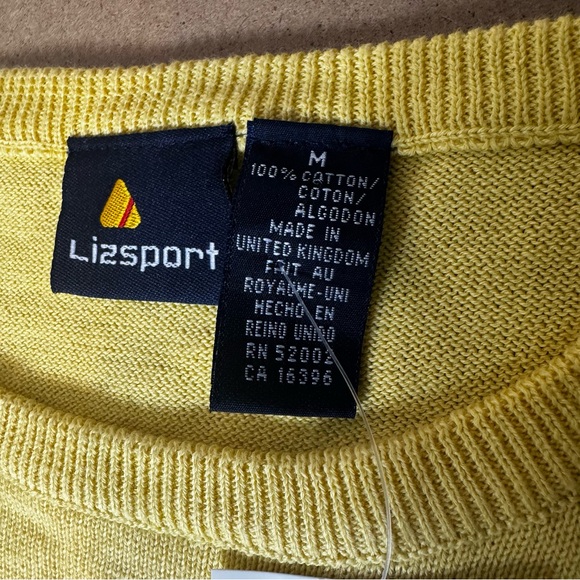 Lizsport
M
100% COTTON/
COTON/
ALGODON
MADE IN
UNITED KINGDOM
FAIT AU
ROYAUME-UNI
HECHO EN
REINO UNIDO
RN 52002
CA 16396